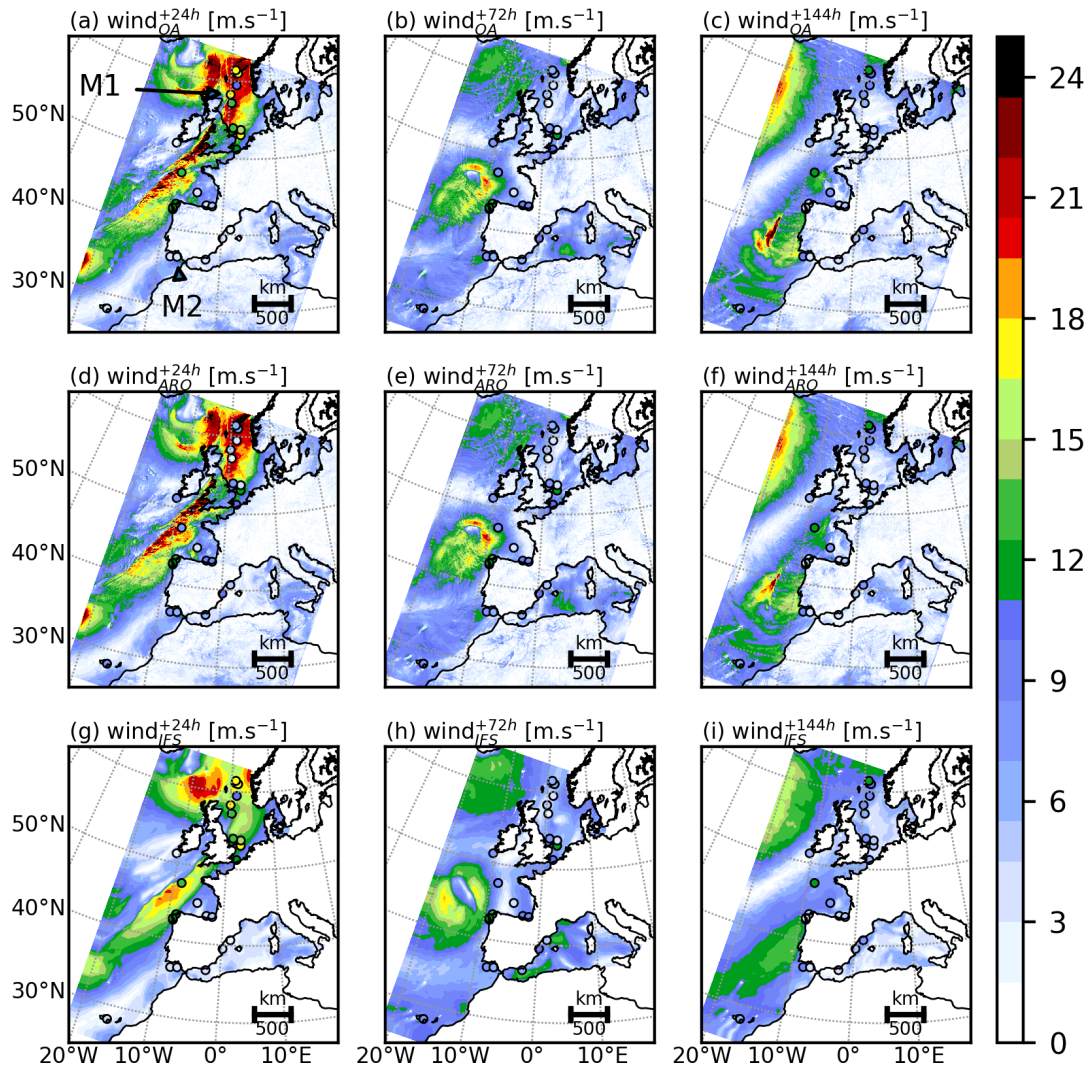 (a) wind$_{OA}^{+24h}$ [m.s⁻¹] (b) wind$_{OA}^{+72h}$ [m.s⁻¹] (c) wind$_{OA}^{+144h}$ [m.s⁻¹]
M1
M2
50°N
40°N
30°N
km
500
km
500
km
500
(d) wind$_{ARO}^{+24h}$ [m.s⁻¹] (e) wind$_{ARO}^{+72h}$ [m.s⁻¹] (f) wind$_{ARO}^{+144h}$ [m.s⁻¹]
50°N
40°N
30°N
km
500
km
500
km
500
(g) wind$_{IFS}^{+24h}$ [m.s⁻¹] (h) wind$_{IFS}^{+72h}$ [m.s⁻¹] (i) wind$_{IFS}^{+144h}$ [m.s⁻¹]
50°N
40°N
30°N
km
500
km
500
km
500
20°W 10°W 0° 10°E
20°W 10°W 0° 10°E
20°W 10°W 0° 10°E
24
21
18
15
12
9
6
3
0